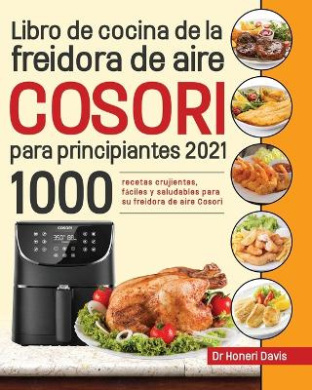 Libro de cocina de la
freidora de aire
COSORI
para principiantes 2021
1000
recetas crujientes,
fáciles y saludables para
su freidora de aire Cosori
COSORI
Dr Honeri Davis